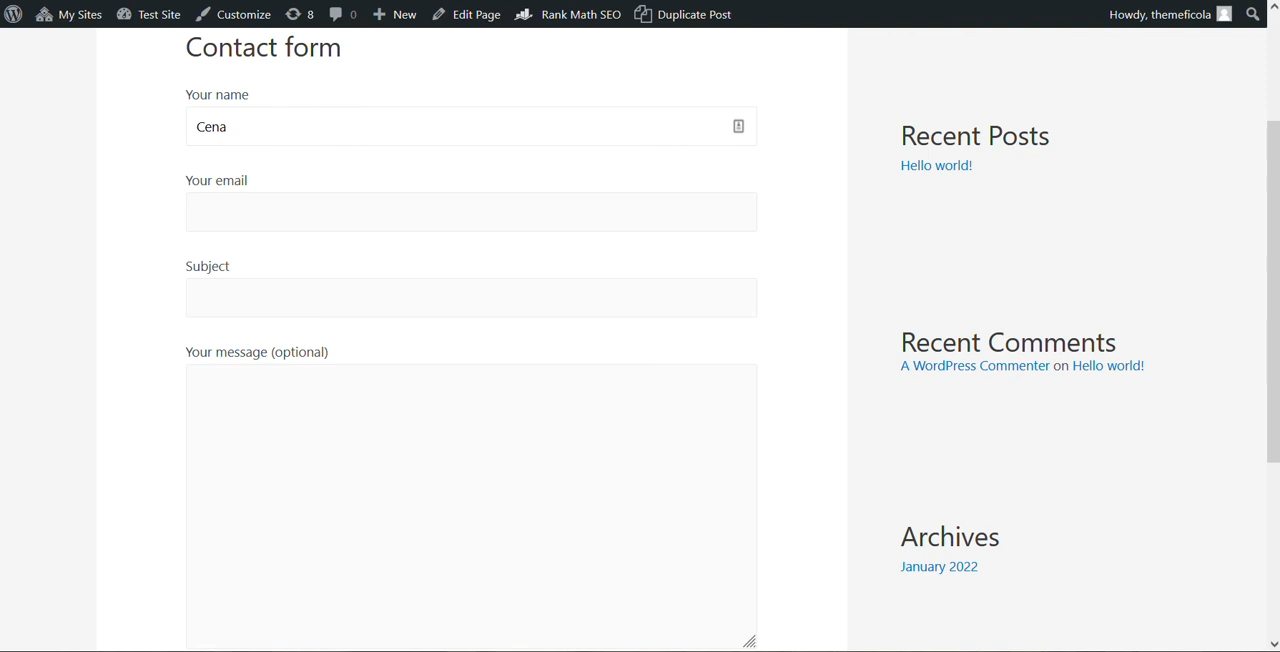 My Sites Test Site Customize 8 0 New Edit Page Rank Math SEO Duplicate Post Howdy, themeficola
Contact form
Your name
Cena
Your email
Subject
Your message (optional)
Recent Posts
Hello world!
Recent Comments
A WordPress Commenter on Hello world!
Archives
January 2022